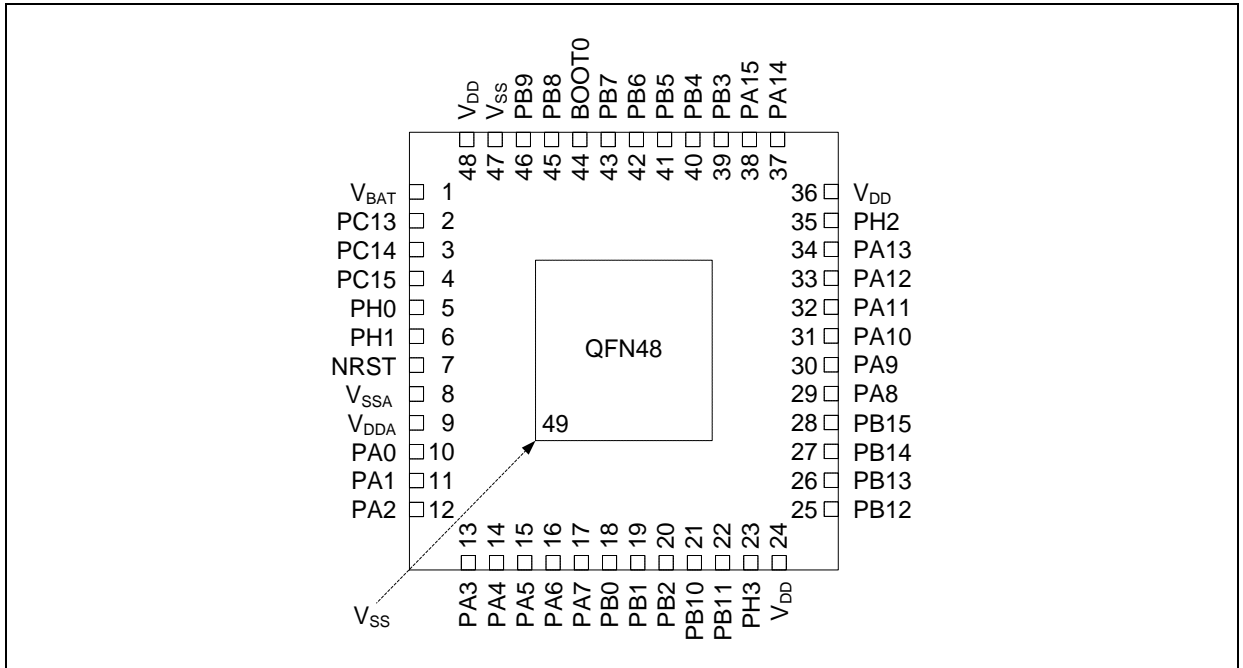 VDD VSS PB9 PB8 BOOT0 PB7 PB6 PB5 PB4 PB3 PA15 PA14
48 47 46 45 44 43 42 41 40 39 38 37
VBAT 1
PC13 2
PC14 3
PC15 4
PH0 5
PH1 6
NRST 7
VSSA 8
VDDA 9
PA0 10
PA1 11
PA2 12
QFN48
49
36 VDD
35 PH2
34 PA13
33 PA12
32 PA11
31 PA10
30 PA9
29 PA8
28 PB15
27 PB14
26 PB13
25 PB12
13 14 15 16 17 18 19 20 21 22 23 24
PA3 PA4 PA5 PA6 PA7 PB0 PB1 PB2 PB10 PB11 PH3 VDD
VSS